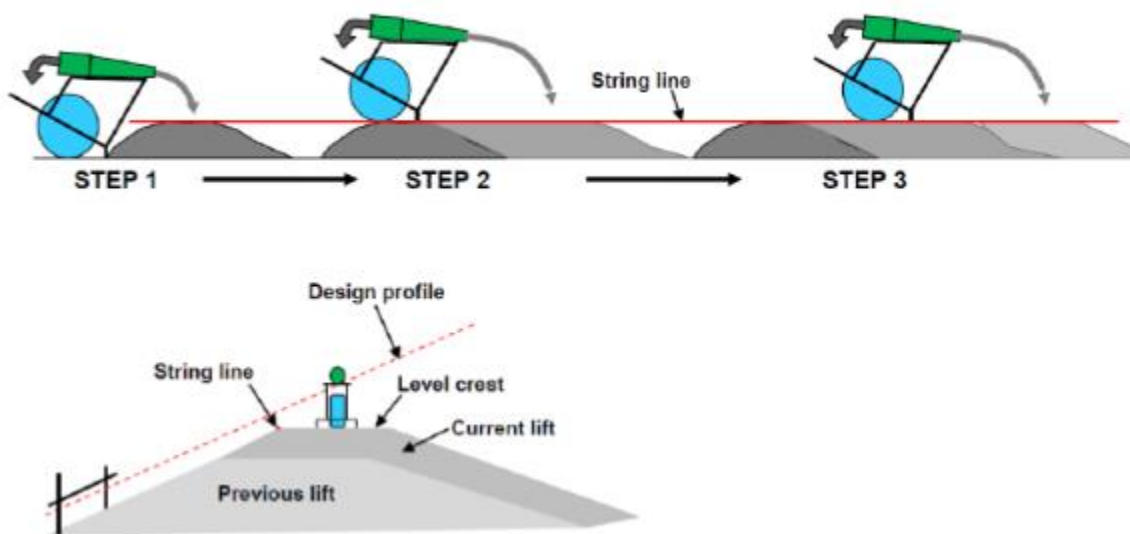 String line
STEP 1
STEP 2
STEP 3
Design profile
String line
Level crest
Current lift
Previous lift